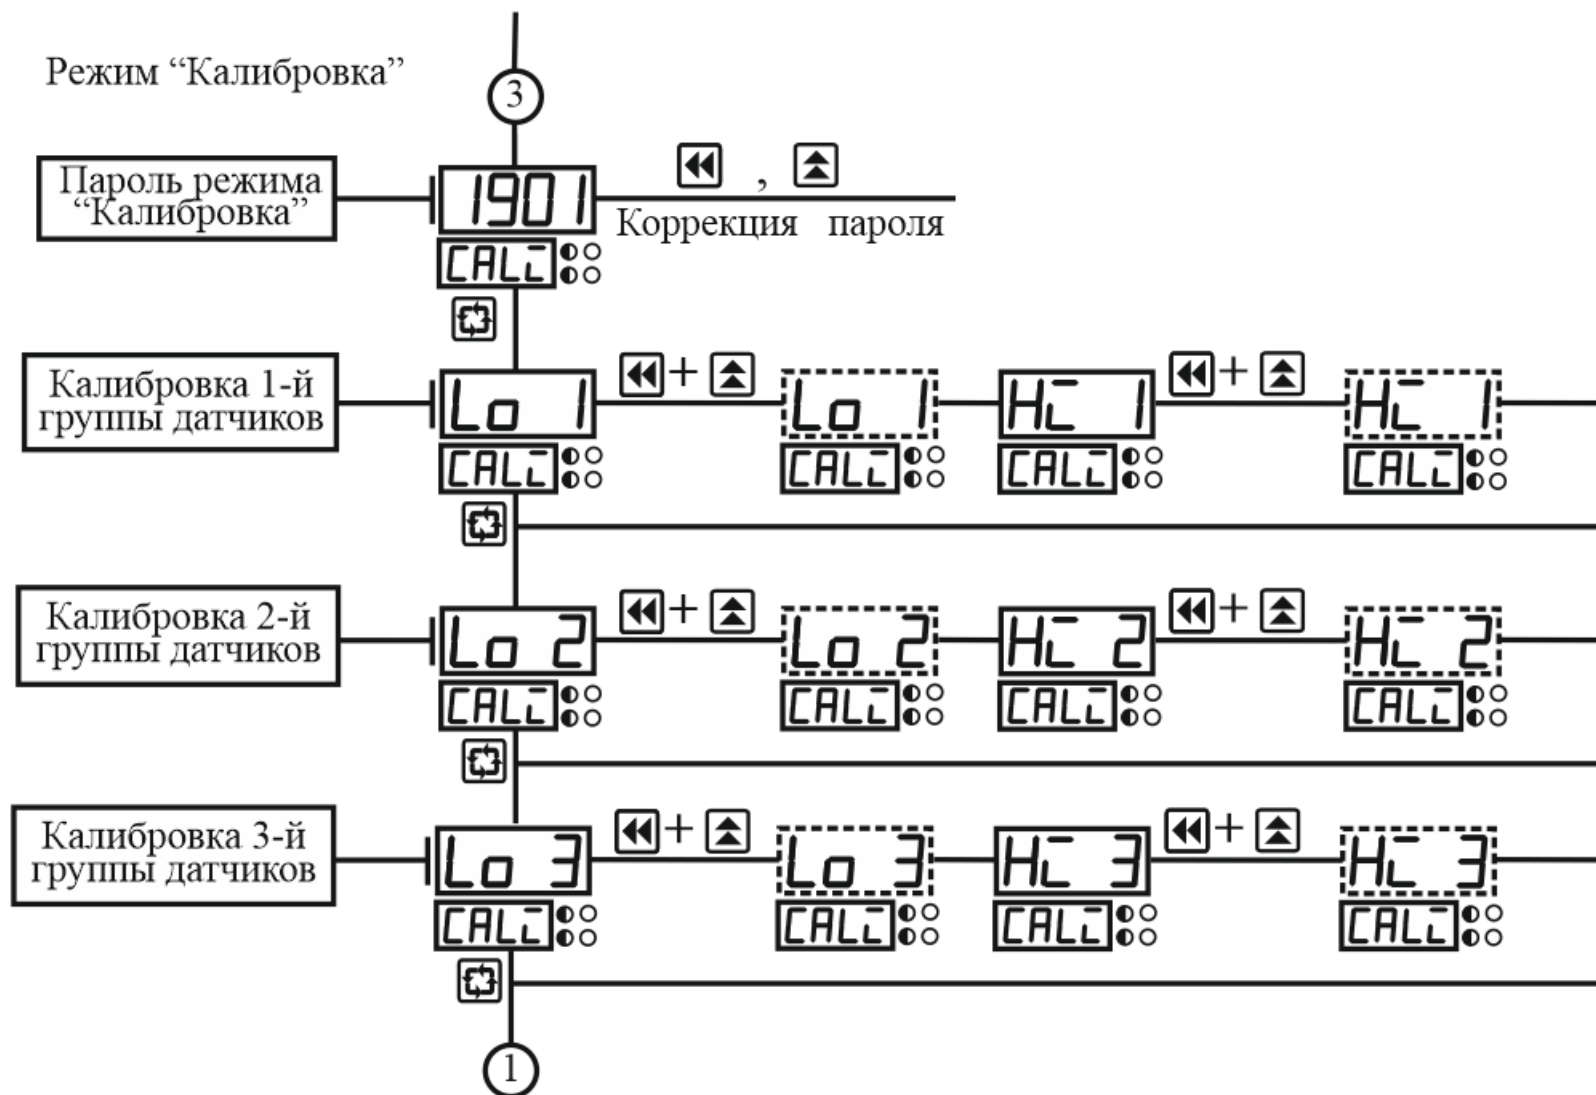 Режим “Калибровка”
3
Пароль режима
“Калибровка”
1901
,
Коррекция пароля
CALi
Калибровка 1-й
группы датчиков
Lo 1
+
Lo 1
Hi 1
+
Hi 1
CALi
CALi
CALi
CALi
Калибровка 2-й
группы датчиков
Lo 2
+
Lo 2
Hi 2
+
Hi 2
CALi
CALi
CALi
CALi
Калибровка 3-й
группы датчиков
Lo 3
+
Lo 3
Hi 3
+
Hi 3
CALi
CALi
CALi
CALi
1